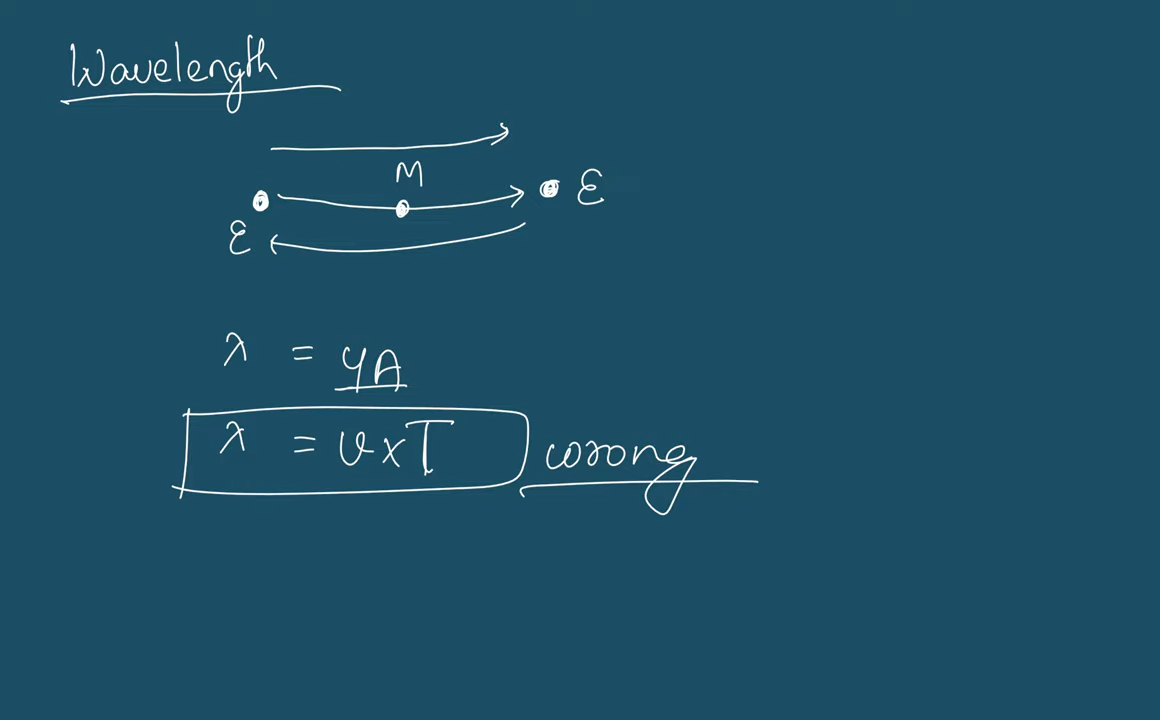 Wavelength
M
ε
ε
λ = 4A
λ = v x T wrong